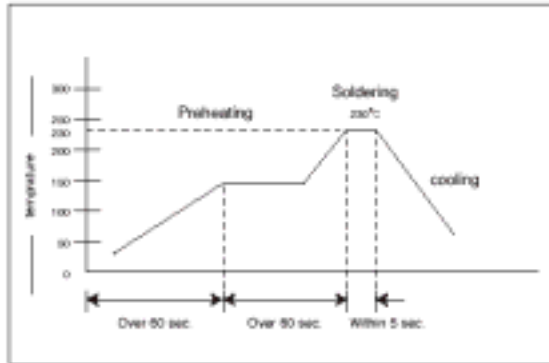 Soldering
Preheating
230°C
300
250
230
200
150
100
50
0
temprature
cooling
Over 60 sec.
Over 60 sec.
Within 5 sec.